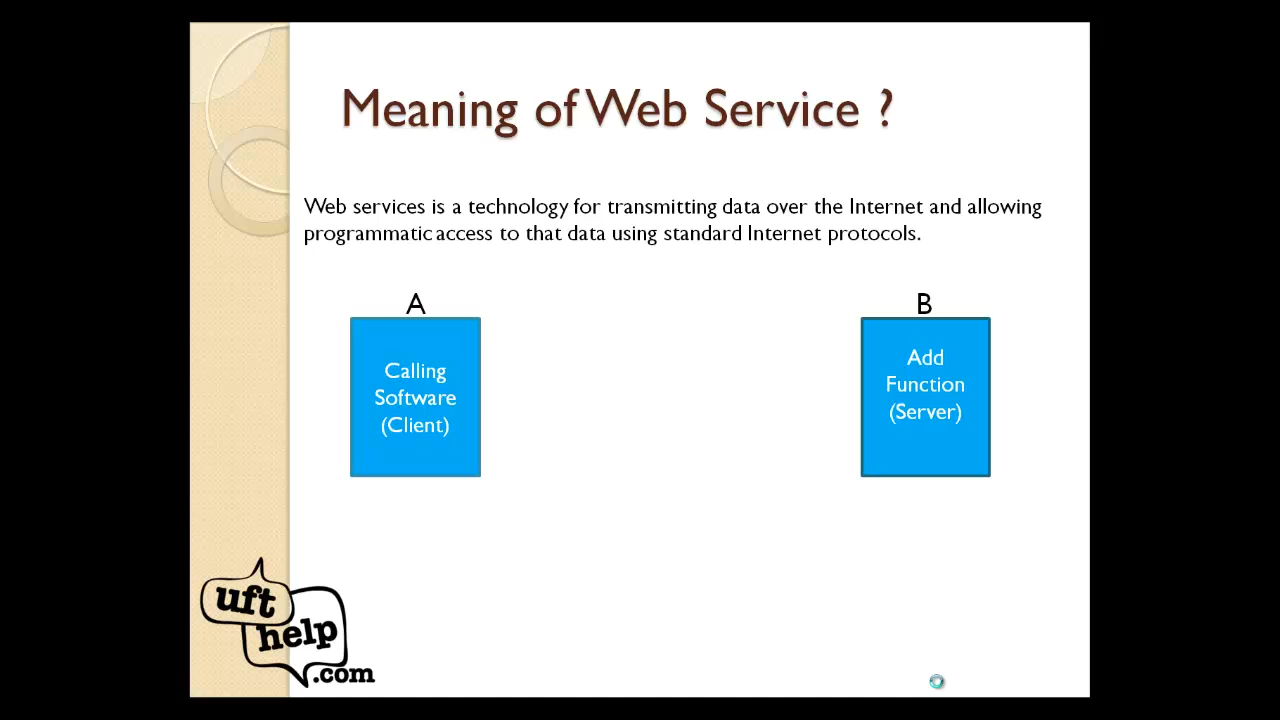 Meaning of Web Service ?
Web services is a technology for transmitting data over the Internet and allowing
programmatic access to that data using standard Internet protocols.
A
B
Calling
Software
(Client)
Add
Function
(Server)
uft
help
.com